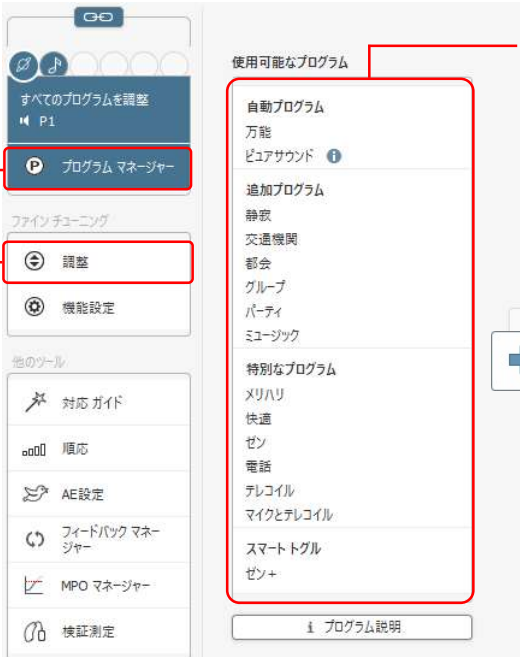 すべてのプログラムを調整
P1
P プログラム マネージャー
ファイン チューニング
調整
機能設定
他のツール
対応 ガイド
順応
AE設定
フィードバック マネー
ジャー
MPO マネージャー
検証測定
使用可能なプログラム
自動プログラム
万能
ピュアサウンド i
追加プログラム
静寂
交通機関
都会
グループ
パーティ
ミュージック
特別なプログラム
メリハリ
快適
ゼン
電話
テレコイル
マイクとテレコイル
スマート トグル
ゼン+
i プログラム説明